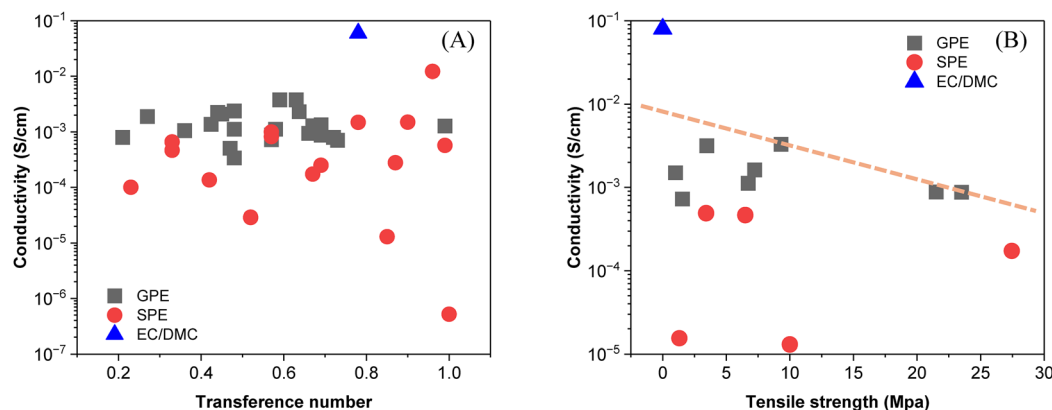 (A)
Conductivity (S/cm)
10⁻¹
10⁻²
10⁻³
10⁻⁴
10⁻⁵
10⁻⁶
10⁻⁷
GPE
SPE
EC/DMC
0.2 0.4 0.6 0.8 1.0
Transference number
(B)
Conductivity (S/cm)
10⁻¹
10⁻²
10⁻³
10⁻⁴
10⁻⁵
GPE
SPE
EC/DMC
0 5 10 15 20 25 30
Tensile strength (Mpa)